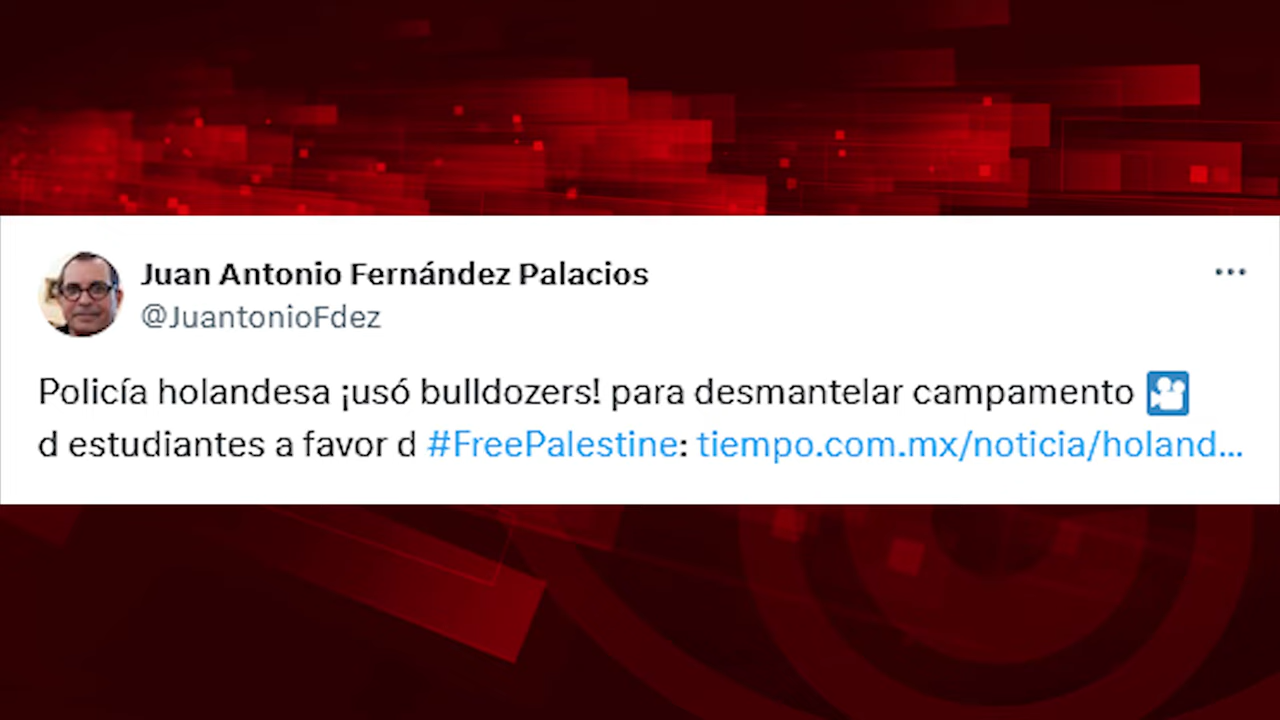 Juan Antonio Fernández Palacios
@JuantonioFdez
Policía holandesa ¡usó bulldozers! para desmantelar campamento 🎦
d estudiantes a favor d #FreePalestine: tiempo.com.mx/noticia/holand...